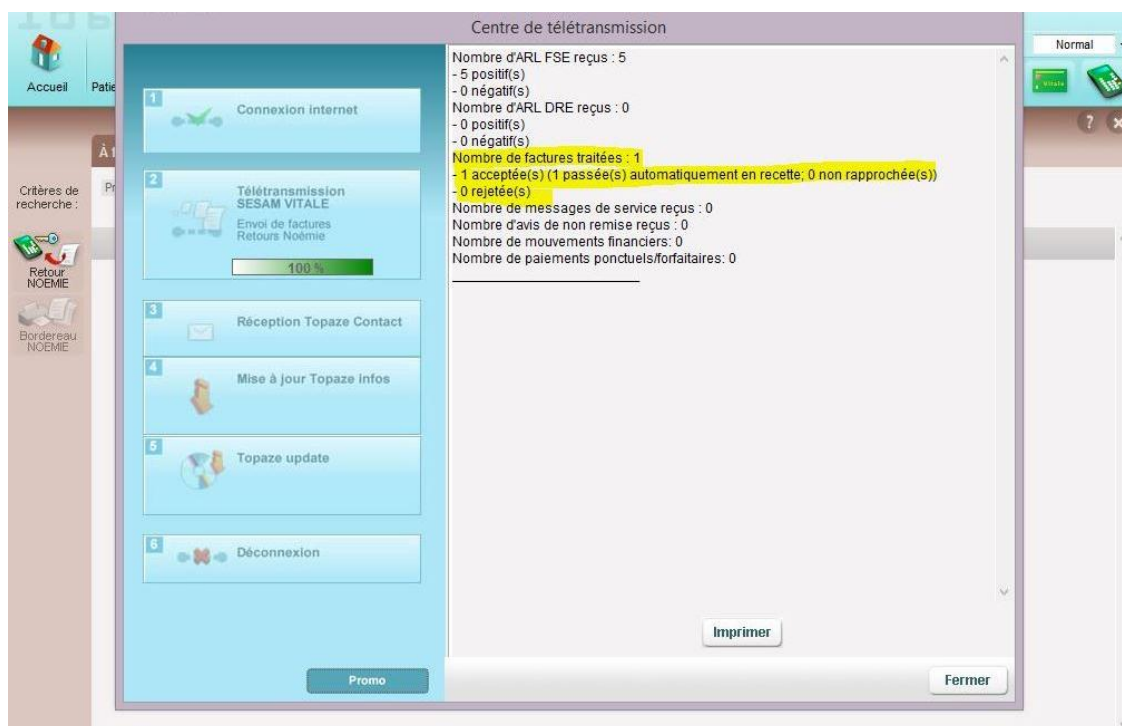 Centre de télétransmission
Normal
Accueil
Patie
Vitale
? x
À t
Critères de
recherche :
Pr
Retour
NOEMIE
Bordereau
NOEMIE
1
Connexion internet
2
Télétransmission
SESAM VITALE
Envoi de factures
Retours Noémie
100 %
3
Réception Topaze Contact
4
Mise à jour Topaze infos
5
Topaze update
6
Déconnexion
Promo
Nombre d'ARL FSE reçus : 5
- 5 positif(s)
- 0 négatif(s)
Nombre d'ARL DRE reçus : 0
- 0 positif(s)
- 0 négatif(s)
Nombre de factures traitées : 1
- 1 acceptée(s) (1 passée(s) automatiquement en recette; 0 non rapprochée(s))
- 0 rejetée(s)
Nombre de messages de service reçus : 0
Nombre d'avis de non remise reçus : 0
Nombre de mouvements financiers: 0
Nombre de paiements ponctuels/forfaitaires: 0
Imprimer
Fermer